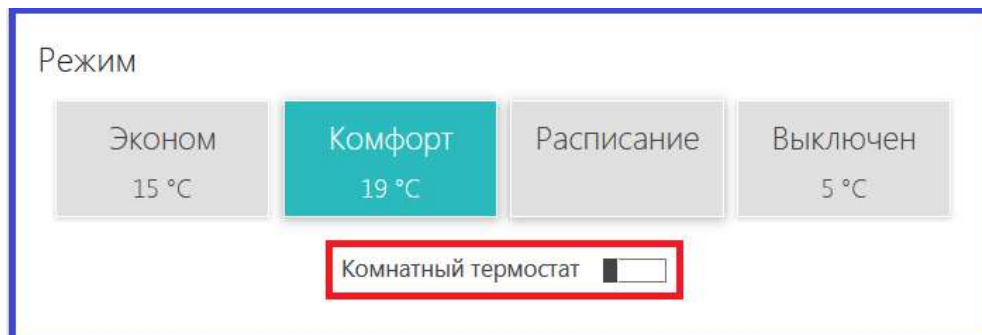 Режим
Эконом
15 °C
Комфорт
19 °C
Расписание
Выключен
5 °C
Комнатный термостат